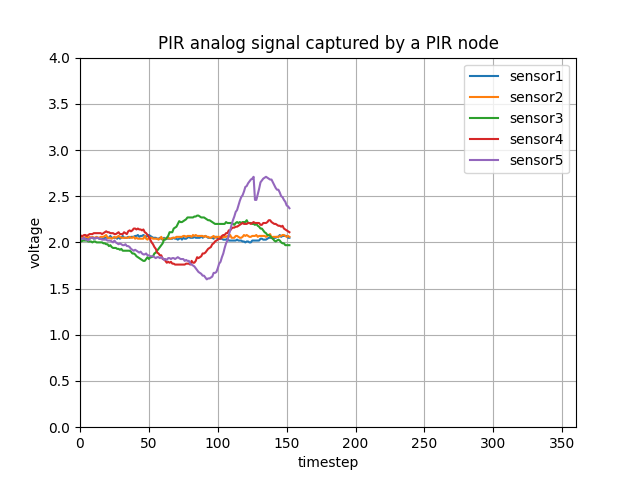 PIR analog signal captured by a PIR node
sensor1
sensor2
sensor3
sensor4
sensor5
voltage
4.0
3.5
3.0
2.5
2.0
1.5
1.0
0.5
0.0
0 50 100 150 200 250 300 350
timestep